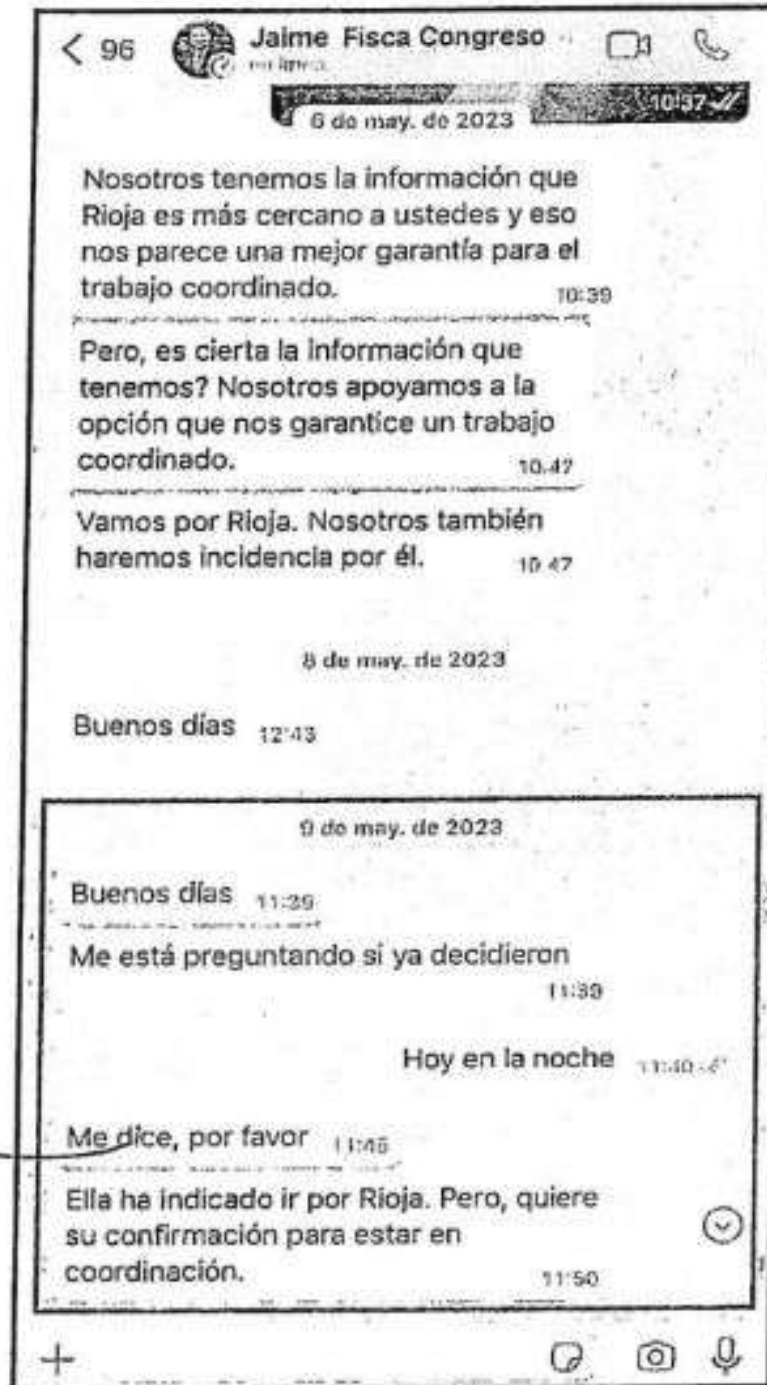 96
Jaime Fisca Congreso
10:37
6 de may. de 2023
Nosotros tenemos la información que
Rioja es más cercano a ustedes y eso
nos parece una mejor garantía para el
trabajo coordinado.
10:39
Pero, es cierta la información que
tenemos? Nosotros apoyamos a la
opción que nos garantice un trabajo
coordinado.
10:47
Vamos por Rioja. Nosotros también
haremos incidencia por él.
10:47
8 de may. de 2023
Buenos días 12:43
9 de may. de 2023
Buenos días 11:39
Me está preguntando si ya decidieron
11:39
Hoy en la noche 11:40
Me dice, por favor 11:46
Ella ha indicado ir por Rioja. Pero, quiere
su confirmación para estar en
coordinación.
11:50